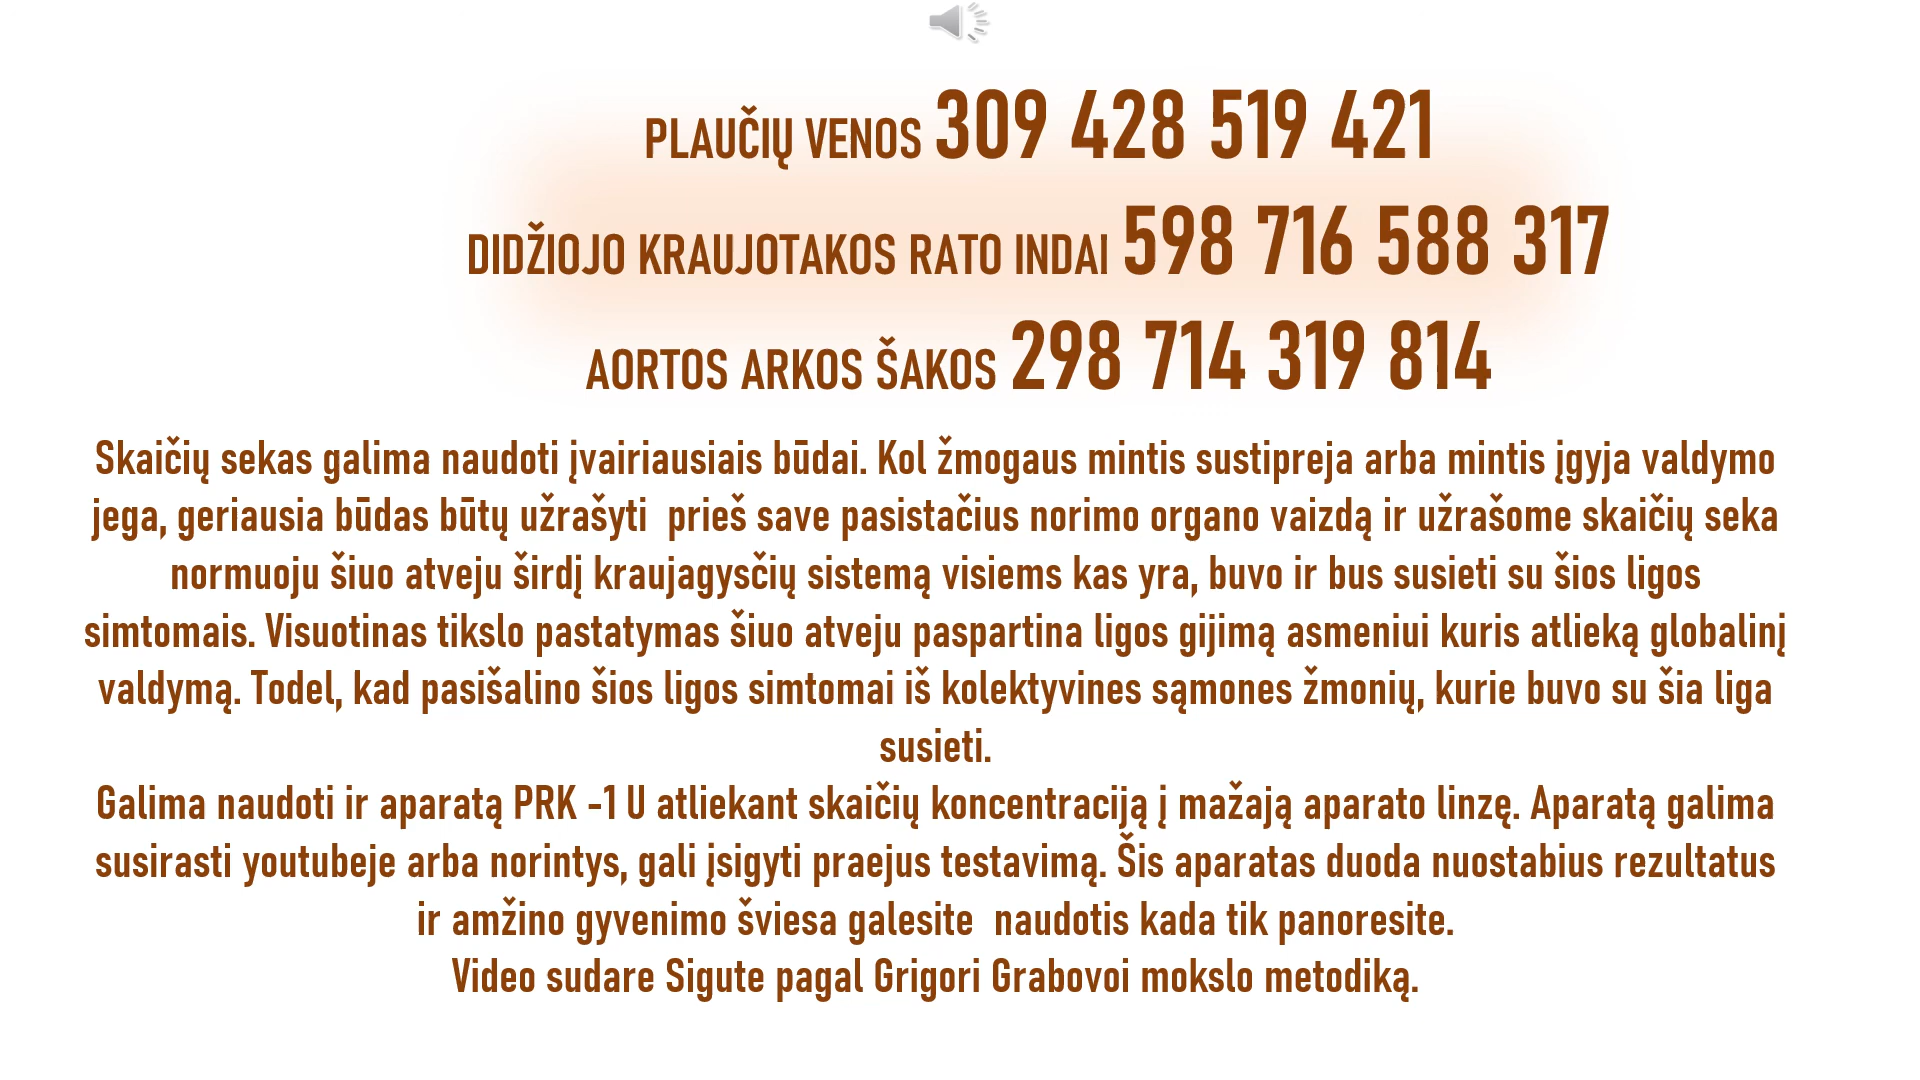 PLAUČIŲ VENOS 309 428 519 421
DIDŽIOJO KRAUJOTAKOS RATO INDAI 598 716 588 317
AORTOS ARKOS ŠAKOS 298 714 319 814
Skaičių sekas galima naudoti įvairiausiais būdai. Kol žmogaus mintis sustipreja arba mintis įgyja valdymo
jega, geriausia būdas būtų užrašyti prieš save pasistačius norimo organo vaizdą ir užrašome skaičių seka
normuoju šiuo atveju širdį kraujagysčių sistemą visiems kas yra, buvo ir bus susieti su šios ligos
simtomais. Visuotinas tikslo pastatymas šiuo atveju paspartina ligos gijimą asmeniui kuris atlieką globalinį
valdymą. Todel, kad pasišalino šios ligos simtomai iš kolektyvines sąmones žmonių, kurie buvo su šia liga
susieti.
Galima naudoti ir aparatą PRK -1 U atliekant skaičių koncentraciją į mažają aparato linzę. Aparatą galima
susirasti youtubeje arba norintys, gali įsigyti praejus testavimą. Šis aparatas duoda nuostabius rezultatus
ir amžino gyvenimo šviesa galesite naudotis kada tik panoresite.
Video sudare Sigute pagal Grigori Grabovoi mokslo metodiką.